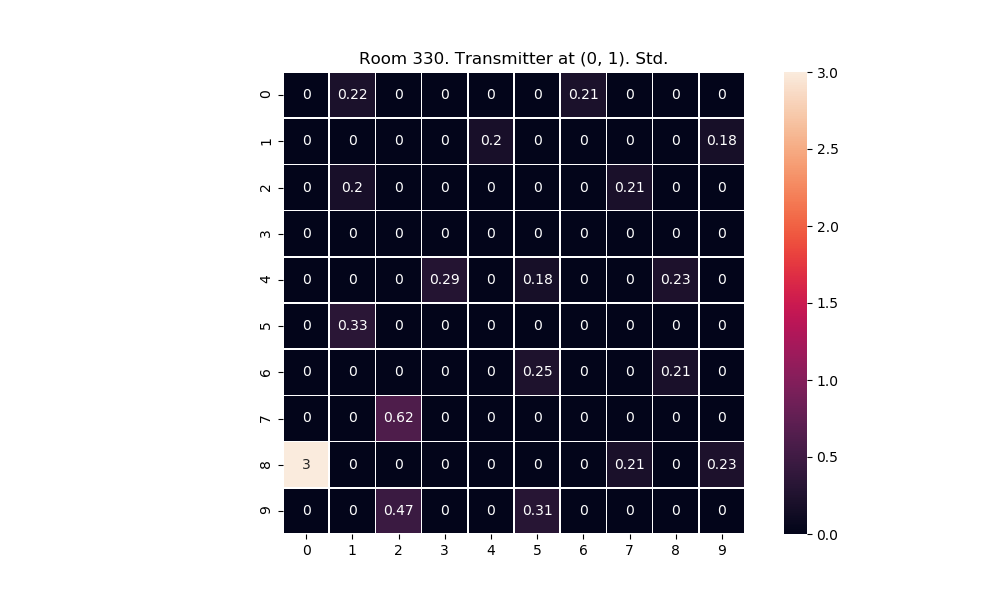 Room 330. Transmitter at (0, 1). Std.
0 0 0.22 0 0 0 0 0.21 0 0 0
1 0 0 0 0 0.2 0 0 0 0 0.18
2 0 0.2 0 0 0 0 0 0.21 0 0
3 0 0 0 0 0 0 0 0 0 0
4 0 0 0 0.29 0 0.18 0 0 0.23 0
5 0 0.33 0 0 0 0 0 0 0 0
6 0 0 0 0 0 0.25 0 0 0.21 0
7 0 0 0.62 0 0 0 0 0 0 0
8 3 0 0 0 0 0 0 0.21 0 0.23
9 0 0 0.47 0 0 0.31 0 0 0 0
0 1 2 3 4 5 6 7 8 9
3.0
2.5
2.0
1.5
1.0
0.5
0.0